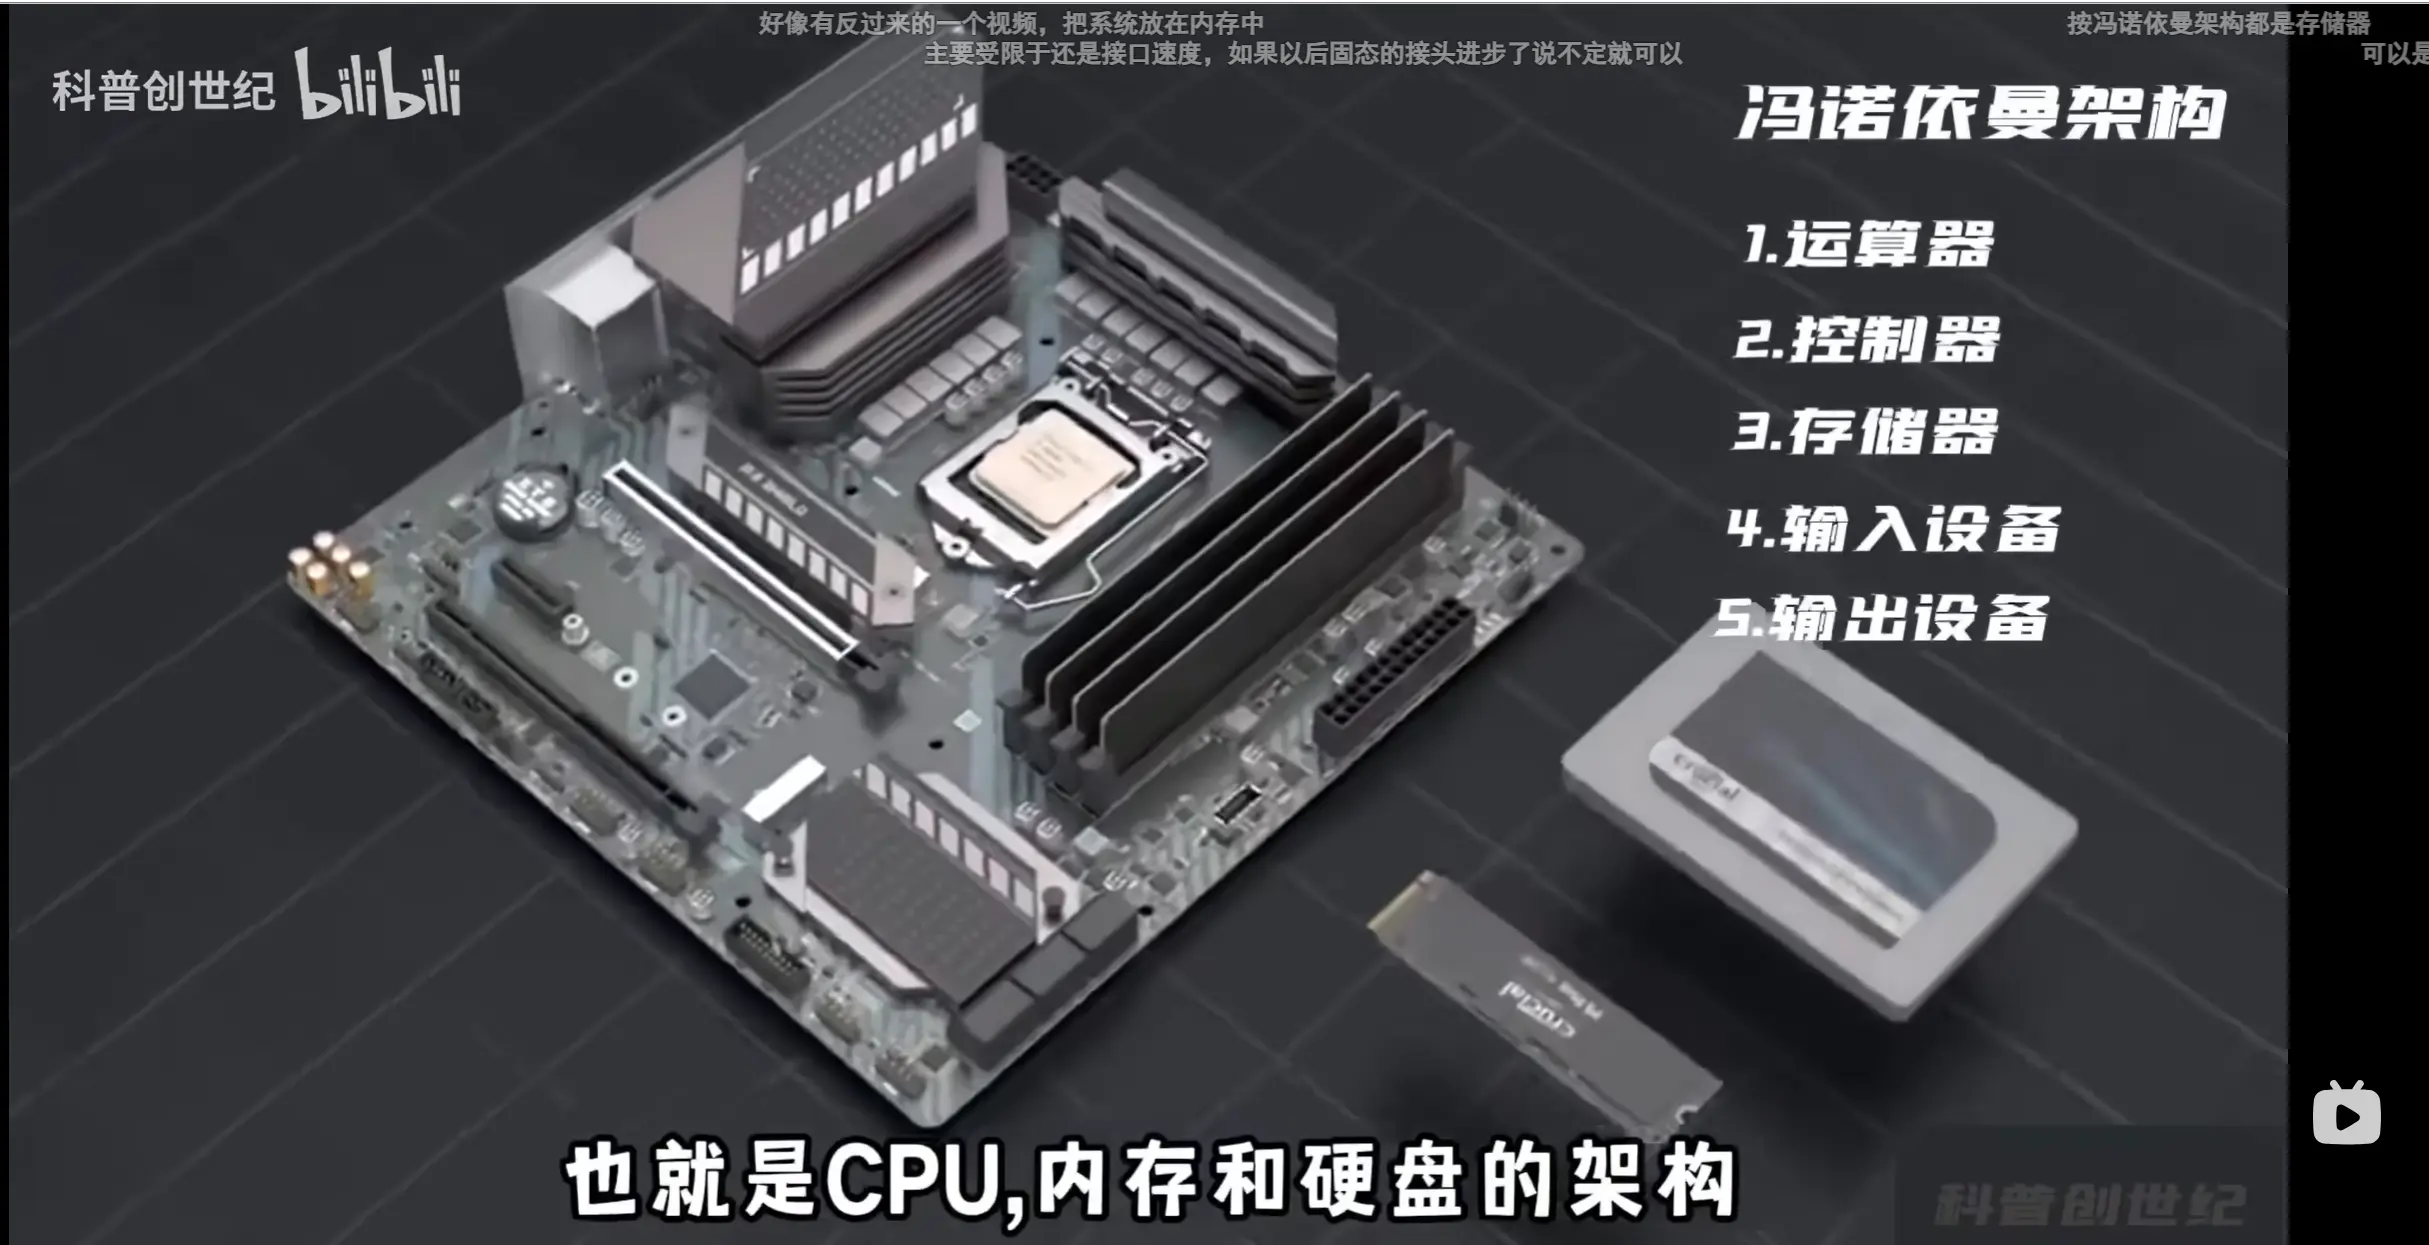 好像有反过来的一个视频，把系统放在内存中
按冯诺依曼架构都是存储器
主要受限于还是接口速度，如果以后固态的接头进步了说不定就可以
可以是
科普创世纪 bilibili
冯诺依曼架构
1.运算器
2.控制器
3.存储器
4.输入设备
5.输出设备
crucial
crucial
也就是CPU,内存和硬盘的架构
科普创世纪